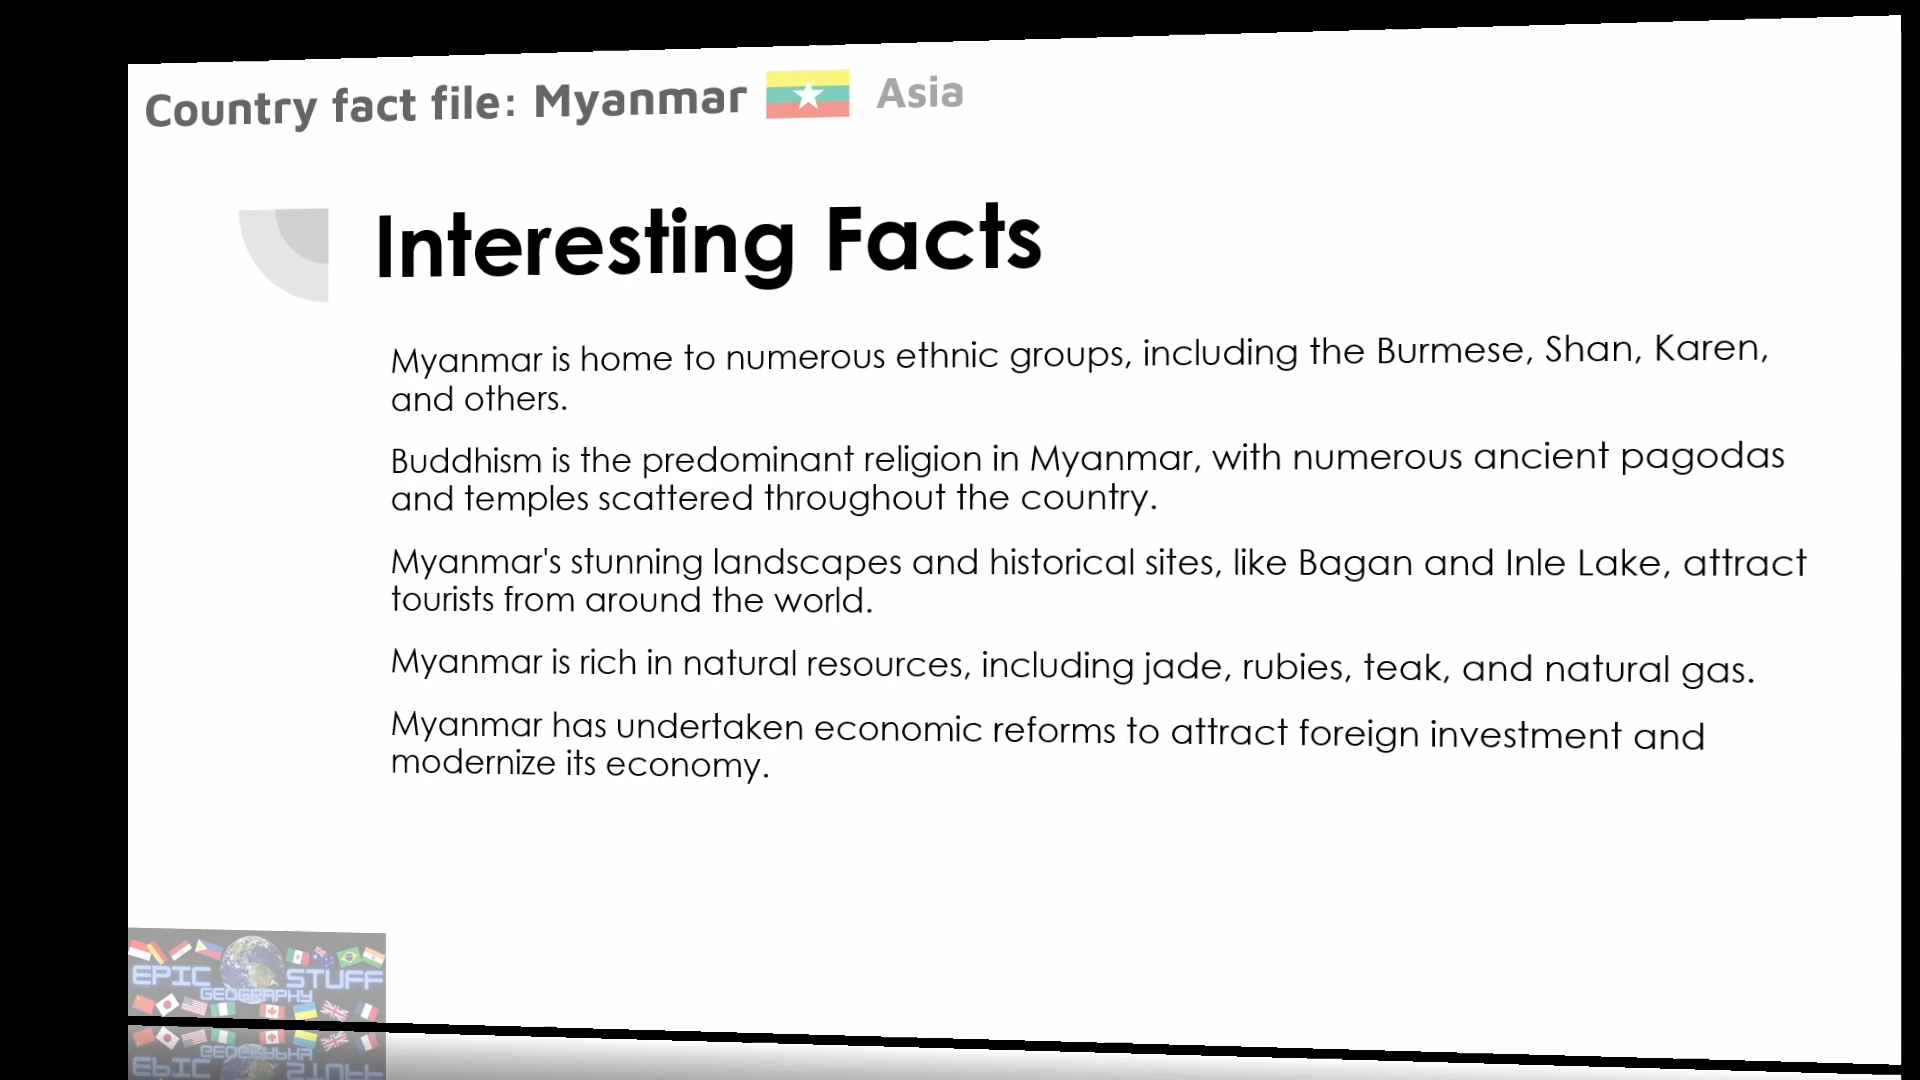 Country fact file: Myanmar Asia
Interesting Facts
Myanmar is home to numerous ethnic groups, including the Burmese, Shan, Karen,
and others.
Buddhism is the predominant religion in Myanmar, with numerous ancient pagodas
and temples scattered throughout the country.
Myanmar's stunning landscapes and historical sites, like Bagan and Inle Lake, attract
tourists from around the world.
Myanmar is rich in natural resources, including jade, rubies, teak, and natural gas.
Myanmar has undertaken economic reforms to attract foreign investment and
modernize its economy.
EPIC STUFF
GEOGRAPHY